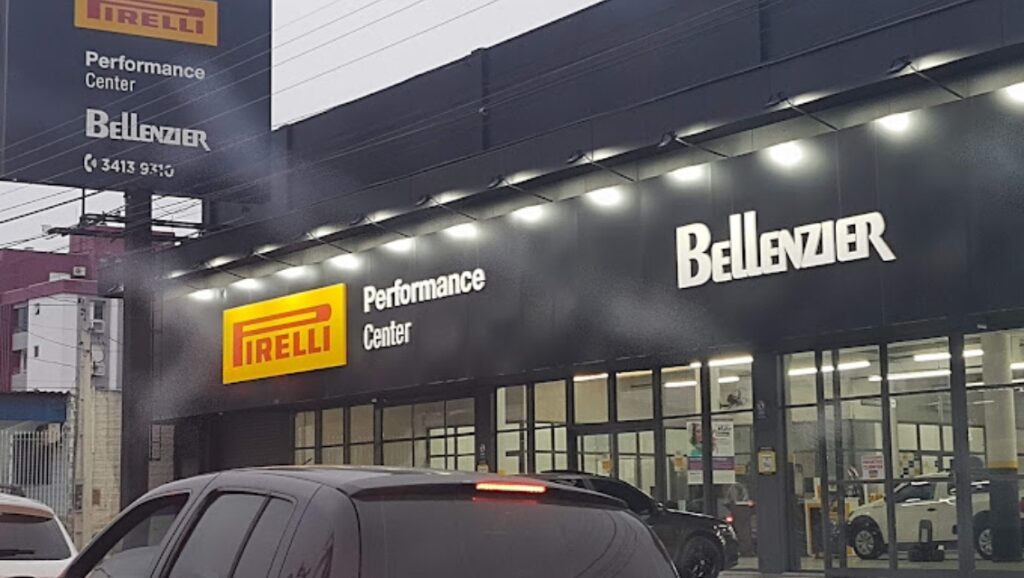 PIRELLI
Performance
Center
BELLENZIER
3413 9310
PIRELLI
Performance
Center
BELLENZIER